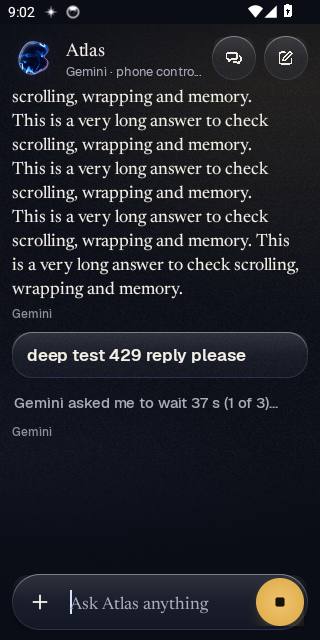 9:02
Atlas
Gemini · phone contro...
scrolling, wrapping and memory.
This is a very long answer to check
scrolling, wrapping and memory.
This is a very long answer to check
scrolling, wrapping and memory.
This is a very long answer to check
scrolling, wrapping and memory. This
is a very long answer to check scrolling,
wrapping and memory.
Gemini
deep test 429 reply please
Gemini asked me to wait 37 s (1 of 3)...
Gemini
Ask Atlas anything